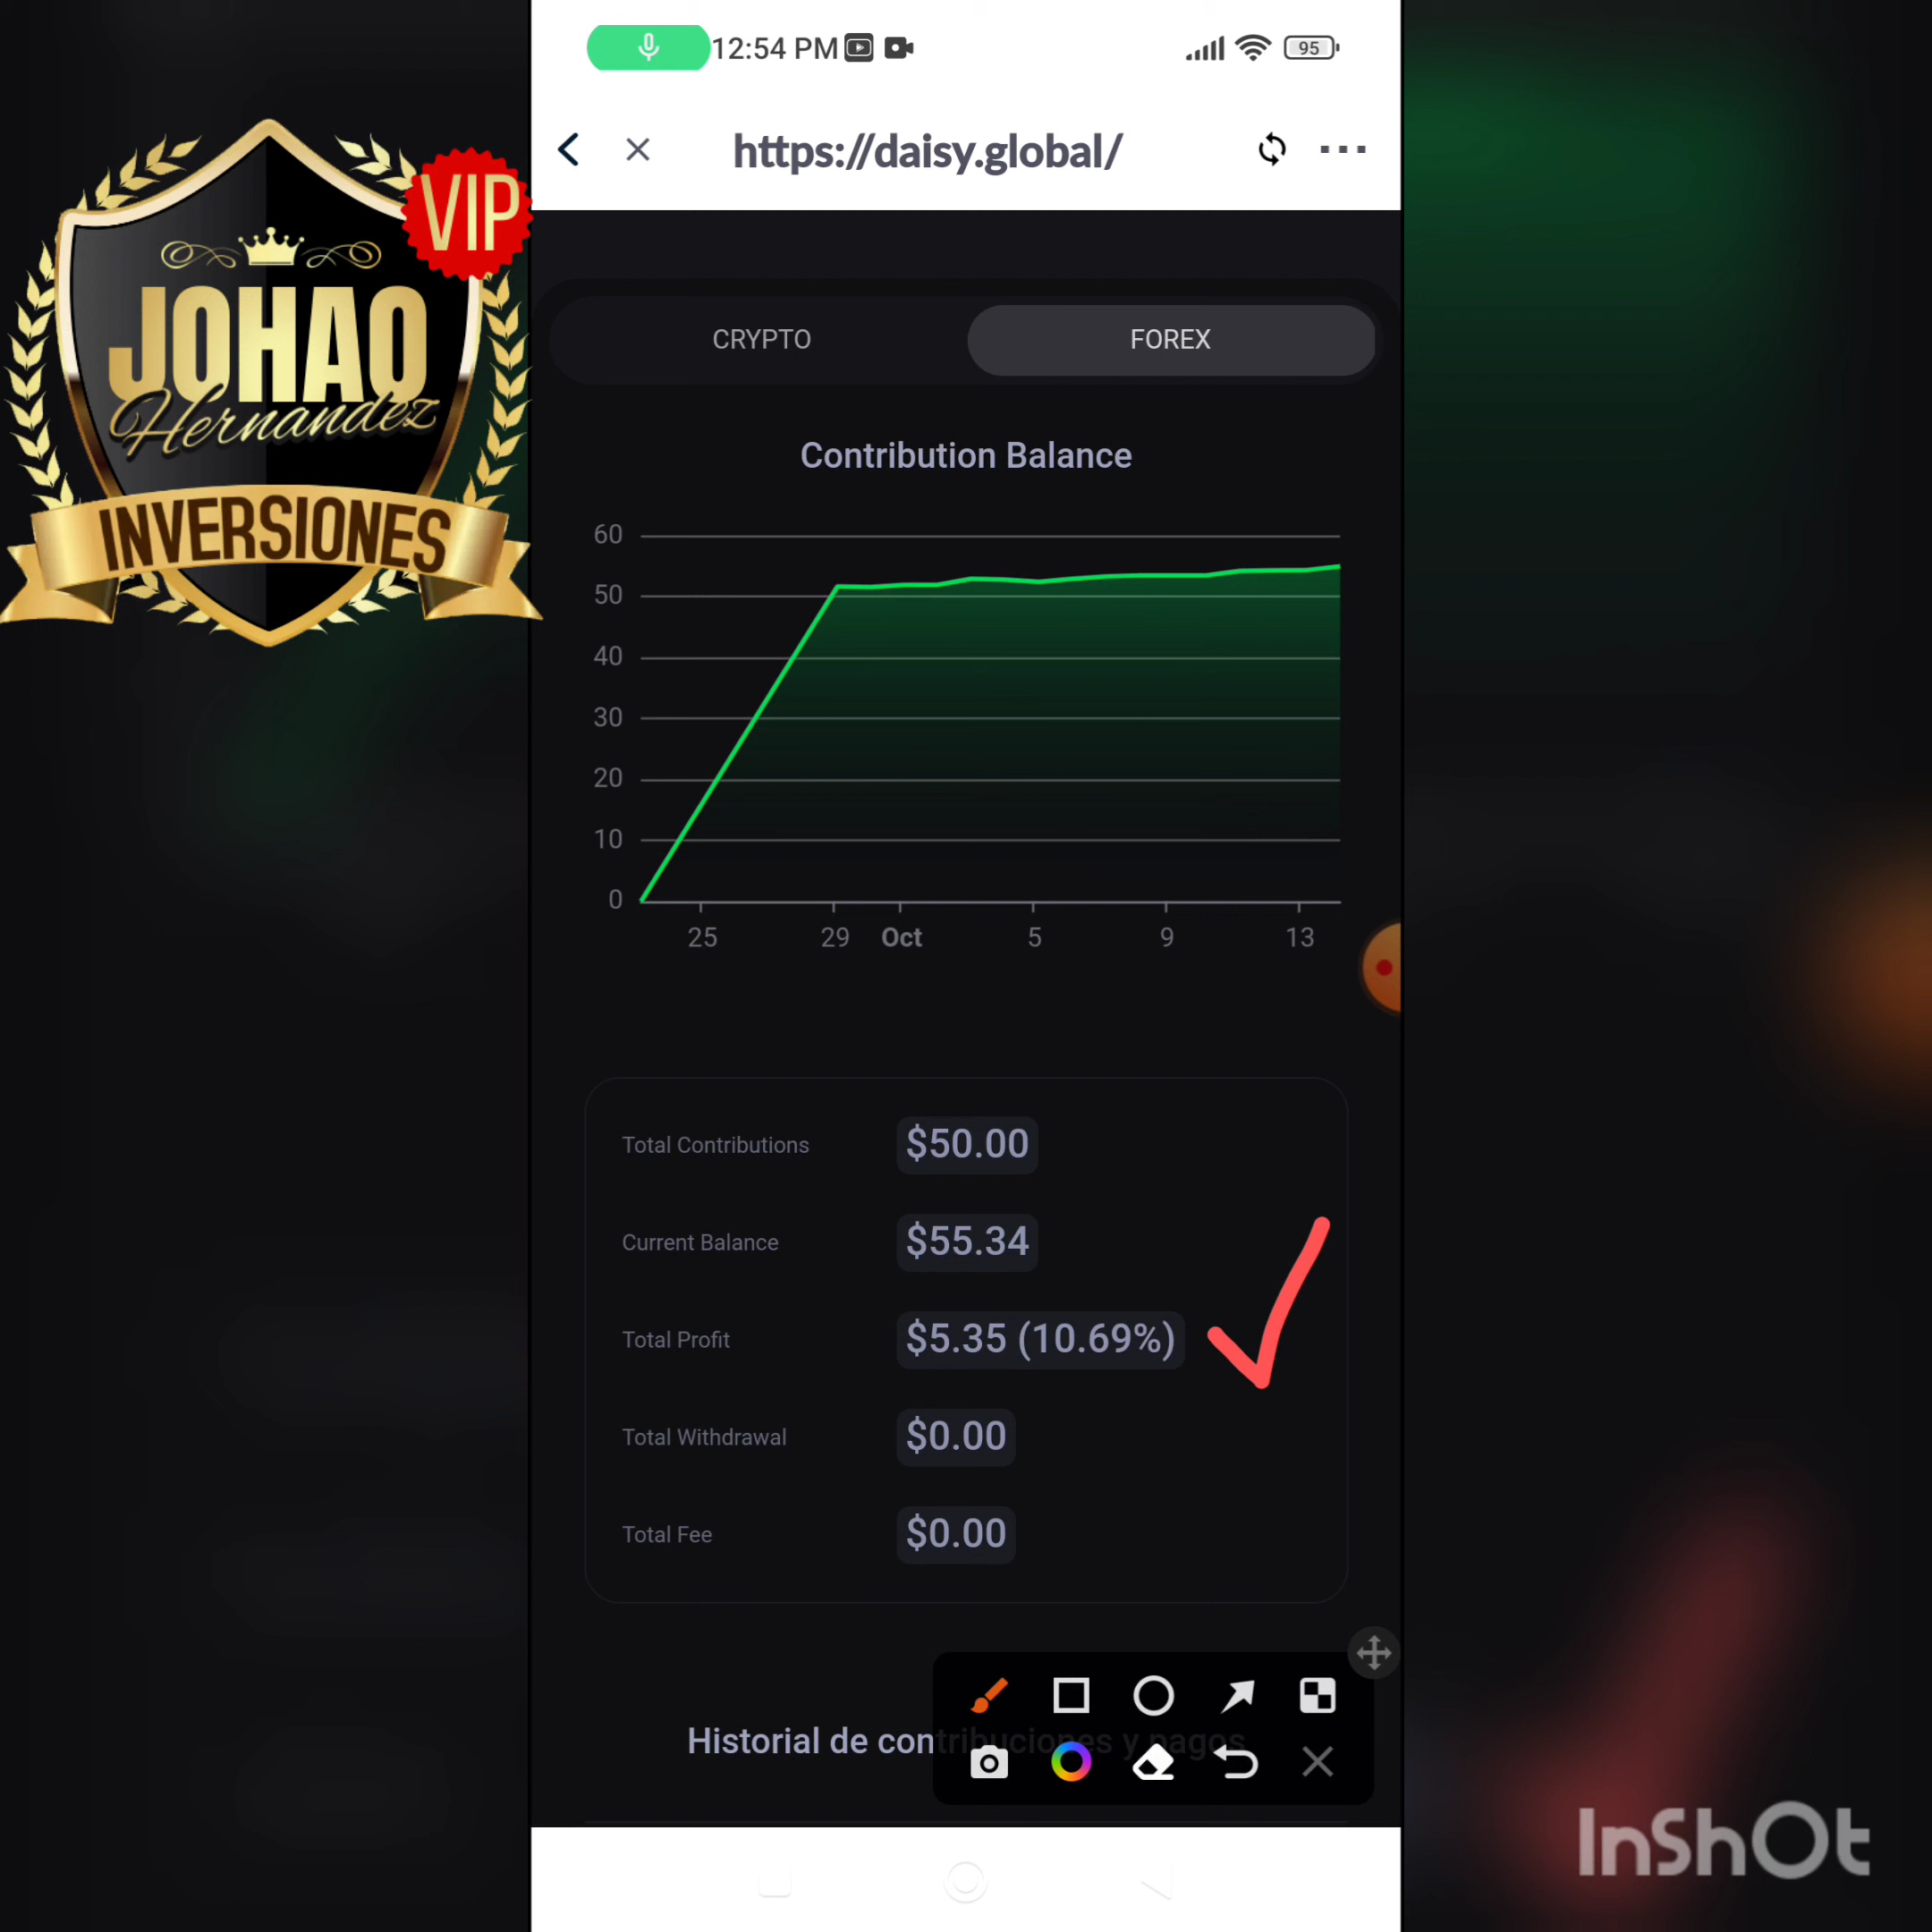 12:54 PM
95
https://daisy.global/
VIP
JOHAO
Hernandez
INVERSIONES
CRYPTO
FOREX
Contribution Balance
60
50
40
30
20
10
0
25 29 Oct 5 9 13
Total Contributions $50.00
Current Balance $55.34
Total Profit $5.35 (10.69%)
Total Withdrawal $0.00
Total Fee $0.00
Historial de contribuciones y pagos
InShOt